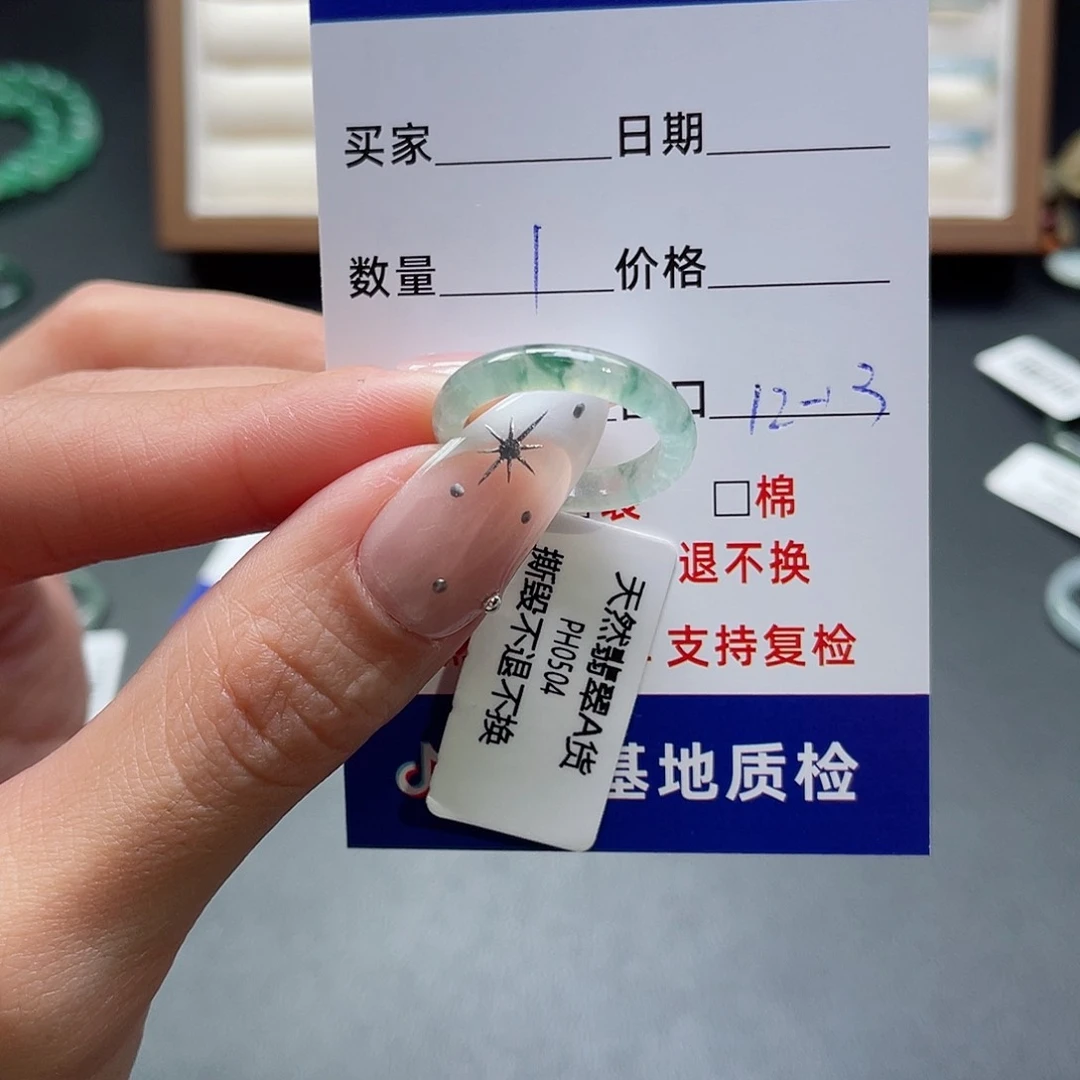 买家 日期
数量 1 价格
口 12-13
□棉
退不换
支持复检
天然翡翠A货
PH0504
撕毁不退不换
基地质检